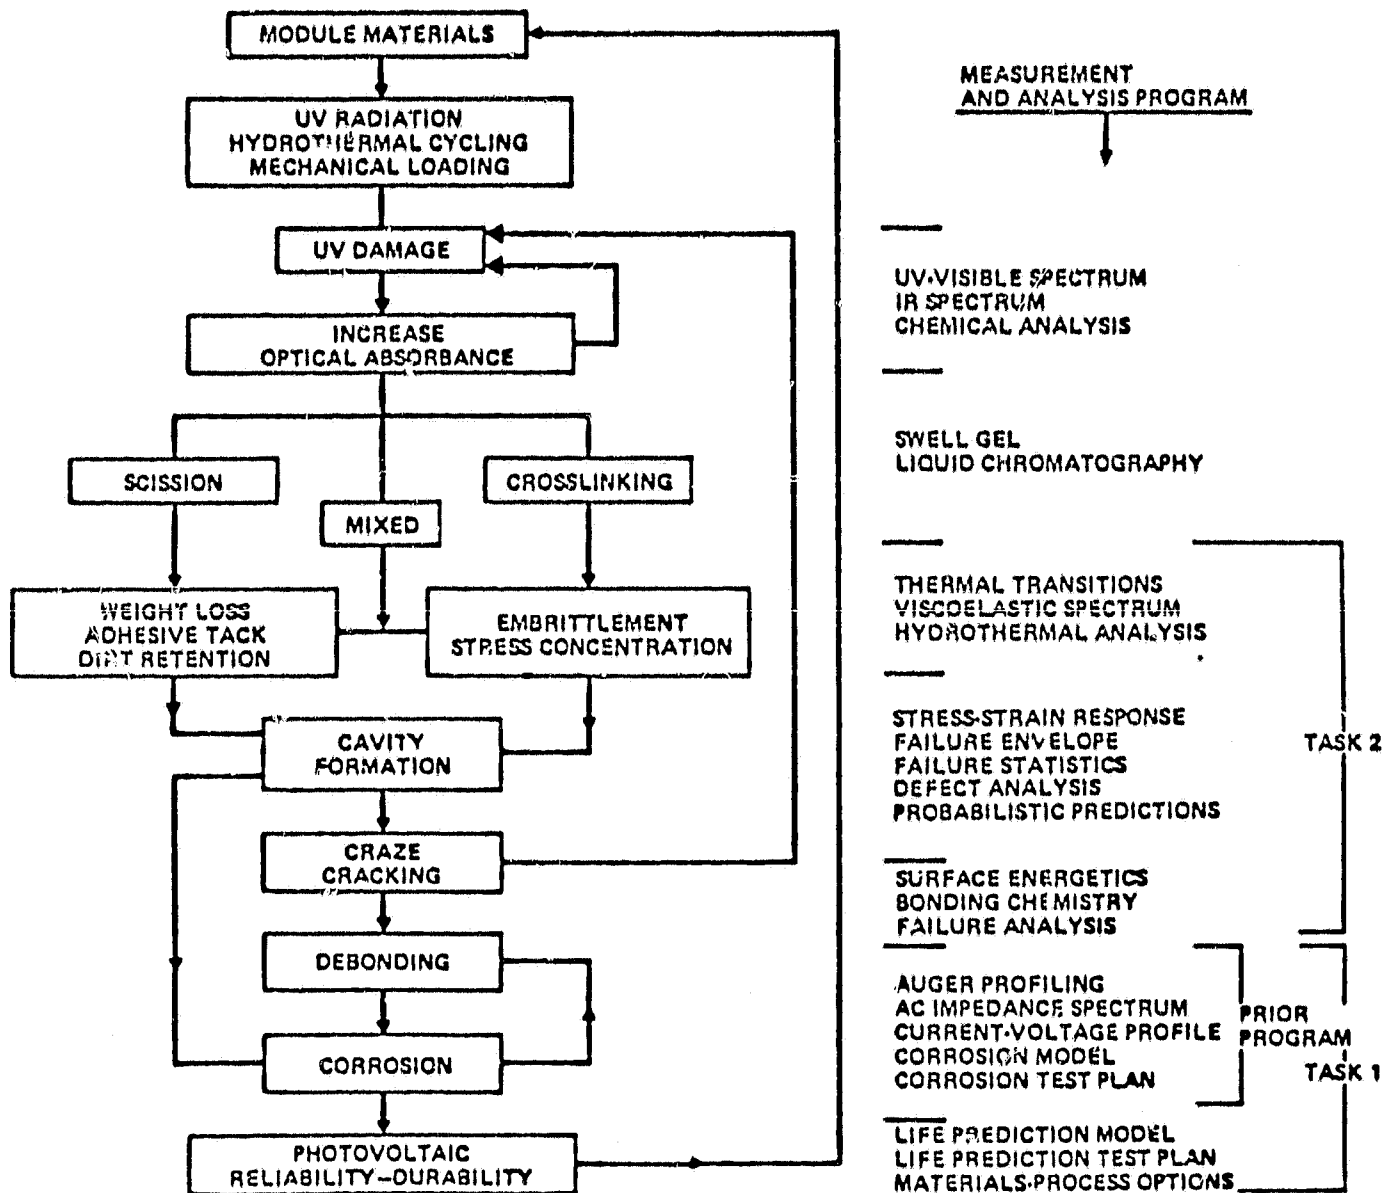 MODULE MATERIALS
UV RADIATION
HYDROTHERMAL CYCLING
MECHANICAL LOADING
UV DAMAGE
INCREASE
OPTICAL ABSORBANCE
SCISSION
MIXED
CROSSLINKING
WEIGHT LOSS
ADHESIVE TACK
DIRT RETENTION
EMBRITTLEMENT
STRESS CONCENTRATION
CAVITY
FORMATION
CRAZE
CRACKING
DEBONDING
CORROSION
PHOTOVOLTAIC
RELIABILITY–DURABILITY
MEASUREMENT
AND ANALYSIS PROGRAM
UV-VISIBLE SPECTRUM
IR SPECTRUM
CHEMICAL ANALYSIS
SWELL GEL
LIQUID CHROMATOGRAPHY
THERMAL TRANSITIONS
VISCOELASTIC SPECTRUM
HYDROTHERMAL ANALYSIS
STRESS-STRAIN RESPONSE
FAILURE ENVELOPE
FAILURE STATISTICS
DEFECT ANALYSIS
PROBABILISTIC PREDICTIONS
SURFACE ENERGETICS
BONDING CHEMISTRY
FAILURE ANALYSIS
TASK 2
AUGER PROFILING
AC IMPEDANCE SPECTRUM
CURRENT-VOLTAGE PROFILE
CORROSION MODEL
CORROSION TEST PLAN
PRIOR
PROGRAM
TASK 1
LIFE PREDICTION MODEL
LIFE PREDICTION TEST PLAN
MATERIALS-PROCESS OPTIONS